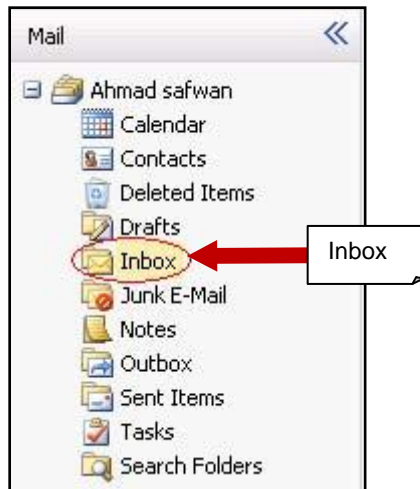 Mail
Ahmad safwan
Calendar
Contacts
Deleted Items
Drafts
Inbox
Inbox
Junk E-Mail
Notes
Outbox
Sent Items
Tasks
Search Folders